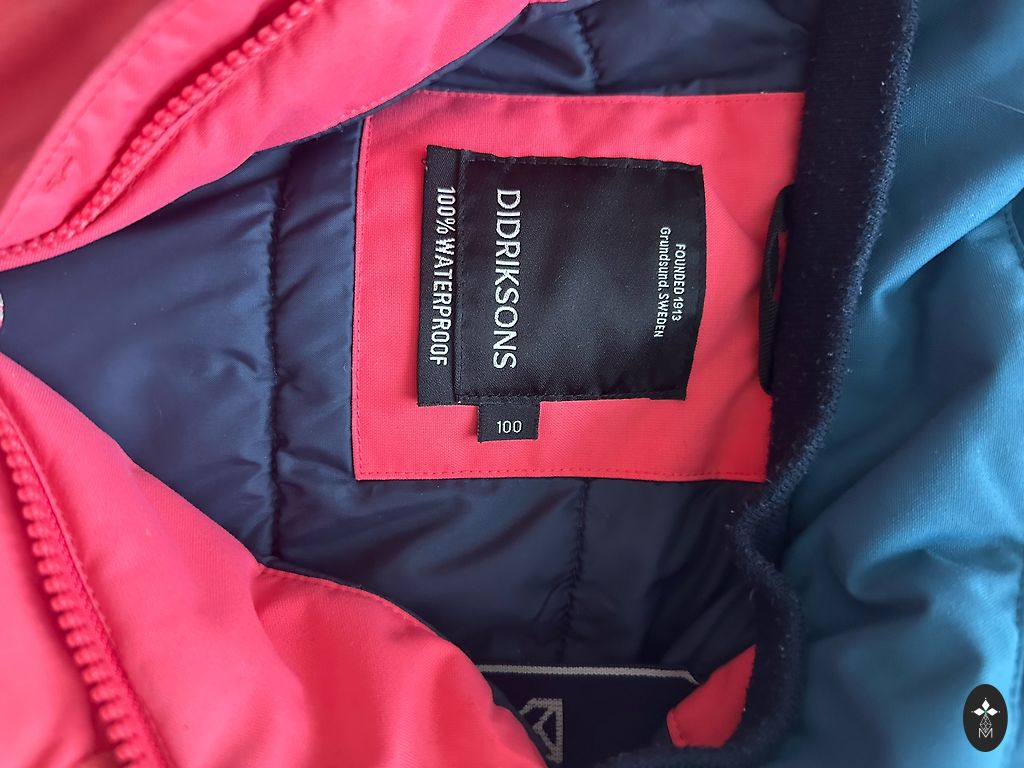 FOUNDED 1913
Grundsund. SWEDEN
DIDRIKSONS
100% WATERPROOF
100
M